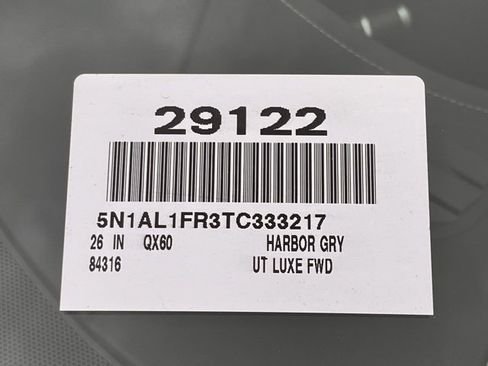 29122
5N1AL1FR3TC333217
26 IN QX60 HARBOR GRY
84316 UT LUXE FWD